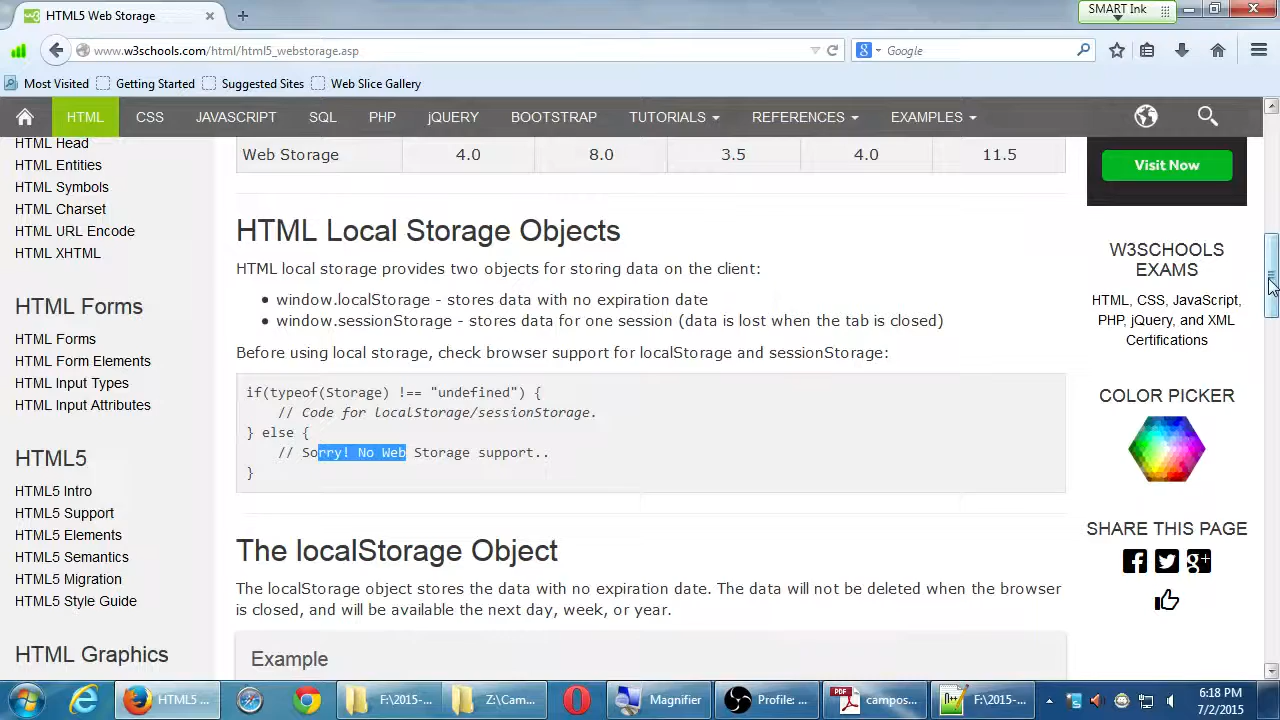 HTML5 Web Storage
SMART Ink
www.w3schools.com/html/html5_webstorage.asp
Google
Most Visited Getting Started Suggested Sites Web Slice Gallery
HTML CSS JAVASCRIPT SQL PHP jQUERY BOOTSTRAP TUTORIALS REFERENCES EXAMPLES
HTML Head
HTML Entities
HTML Symbols
HTML Charset
HTML URL Encode
HTML XHTML
HTML Forms
HTML Forms
HTML Form Elements
HTML Input Types
HTML Input Attributes
HTML5
HTML5 Intro
HTML5 Support
HTML5 Elements
HTML5 Semantics
HTML5 Migration
HTML5 Style Guide
HTML Graphics
Web Storage 4.0 8.0 3.5 4.0 11.5
HTML Local Storage Objects
HTML local storage provides two objects for storing data on the client:
window.localStorage - stores data with no expiration date
window.sessionStorage - stores data for one session (data is lost when the tab is closed)
Before using local storage, check browser support for localStorage and sessionStorage:
if(typeof(Storage) !== "undefined") {
// Code for localStorage/sessionStorage.
} else {
// Sorry! No Web Storage support..
}
The localStorage Object
The localStorage object stores the data with no expiration date. The data will not be deleted when the browser
is closed, and will be available the next day, week, or year.
Example
Visit Now
W3SCHOOLS
EXAMS
HTML, CSS, JavaScript,
PHP, jQuery, and XML
Certifications
COLOR PICKER
SHARE THIS PAGE
HTML5 ... F:\2015-... Z:\Cam... Magnifier Profile: ... campos... F:\2015-...
6:18 PM
7/2/2015